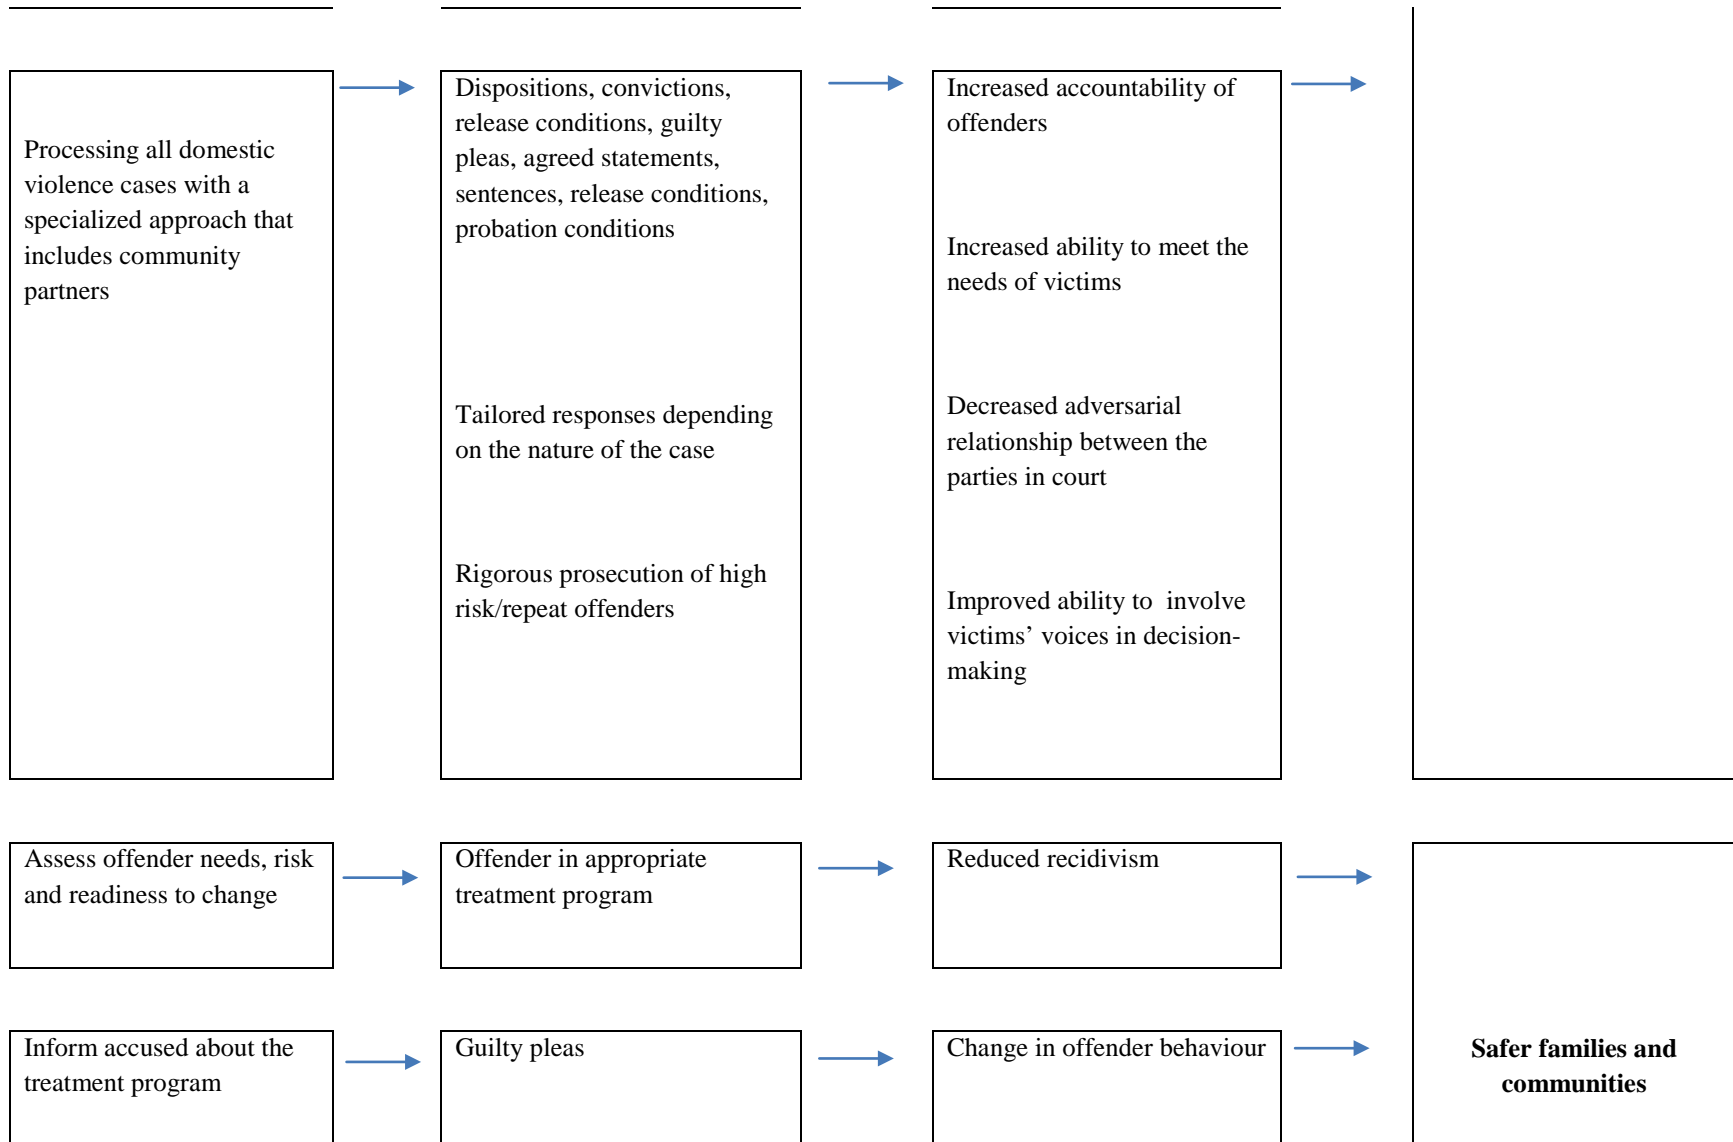 Processing all domestic
violence cases with a
specialized approach that
includes community
partners
Dispositions, convictions,
release conditions, guilty
pleas, agreed statements,
sentences, release conditions,
probation conditions
Tailored responses depending
on the nature of the case
Rigorous prosecution of high
risk/repeat offenders
Increased accountability of
offenders
Increased ability to meet the
needs of victims
Decreased adversarial
relationship between the
parties in court
Improved ability to  involve
victims’ voices in decision-
making
Assess offender needs, risk
and readiness to change
Offender in appropriate
treatment program
Reduced recidivism
Inform accused about the
treatment program
Guilty pleas
Change in offender behaviour
Safer families and
communities